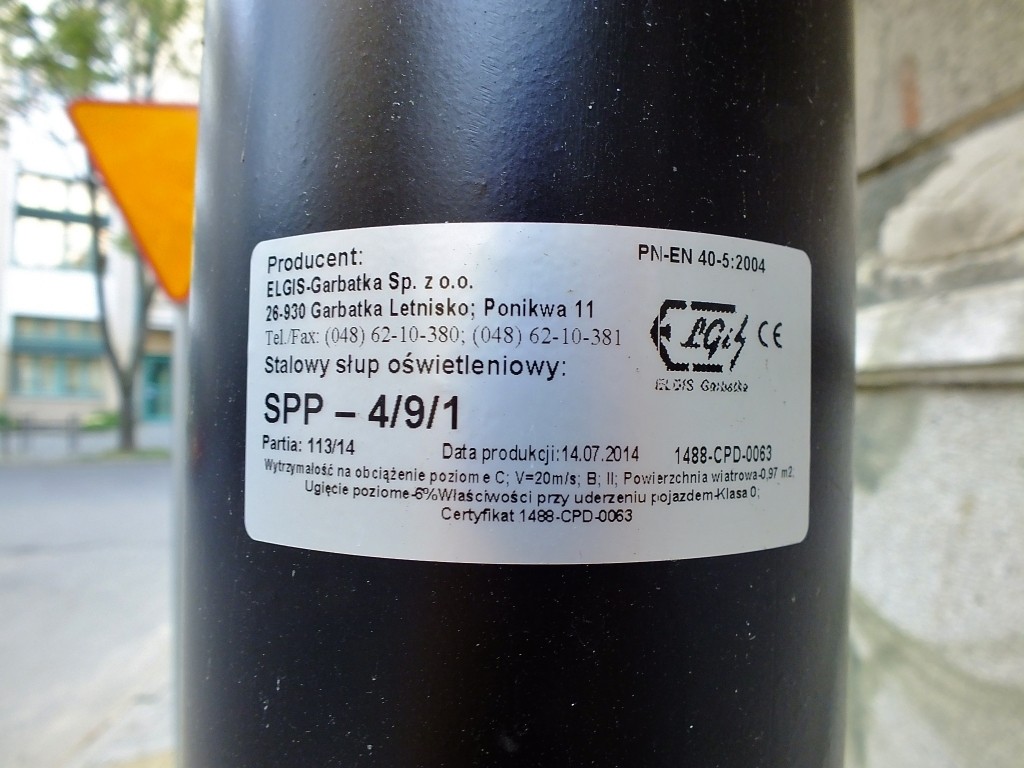 Producent:
PN-EN 40-5:2004
ELGIS-Garbatka Sp. z o.o.
26-930 Garbatka Letnisko; Ponikwa 11
Tel./Fax: (048) 62-10-380; (048) 62-10-381
ELGiS CE
ELGIS Garbatka
Stalowy słup oświetleniowy:
SPP – 4/9/1
Partia: 113/14 Data produkcji:14.07.2014 1488-CPD-0063
Wytrzymałość na obciążenie poziome C; V=20m/s; B; II; Powierzchnia wiatrowa-0,97 m2.
Ugięcie poziome-6%Właściwości przy uderzeniu pojazdem-Klasa 0;
Certyfikat 1488-CPD-0063